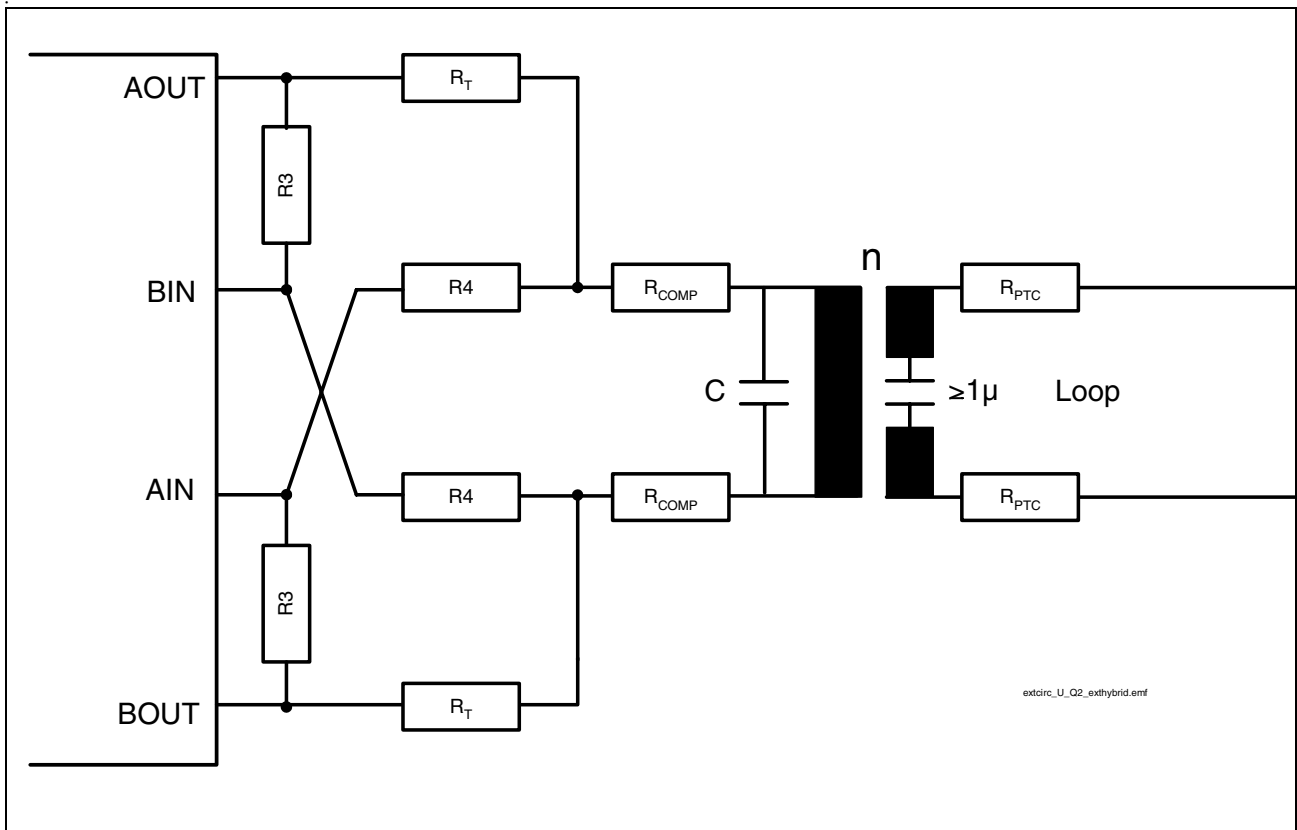 AOUT
R_T
R3
n
BIN
R4
R_COMP
R_PTC
C
≥1µ
Loop
AIN
R4
R_COMP
R_PTC
R3
BOUT
R_T
extcirc_U_Q2_exthybrid.emf